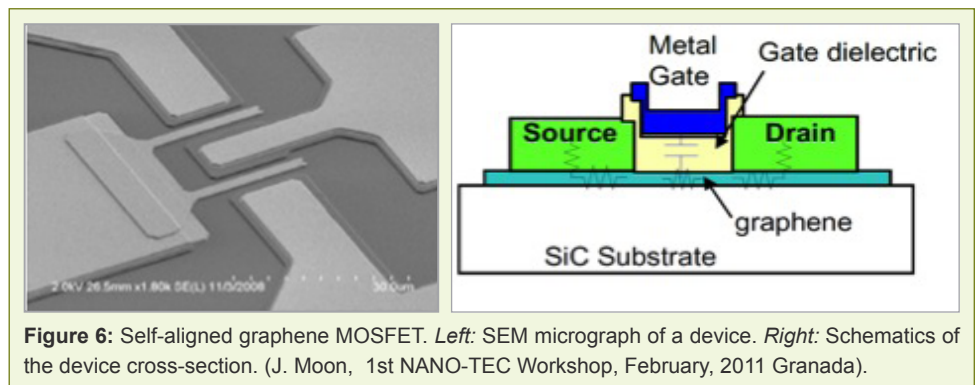 2.0kV 26.5mm x1.80k SE(L) 11/3/2008
30.0um
Metal
Gate
Gate dielectric
Source
Drain
graphene
SiC Substrate
Figure 6: Self-aligned graphene MOSFET. Left: SEM micrograph of a device. Right: Schematics of
the device cross-section. (J. Moon, 1st NANO-TEC Workshop, February, 2011 Granada).